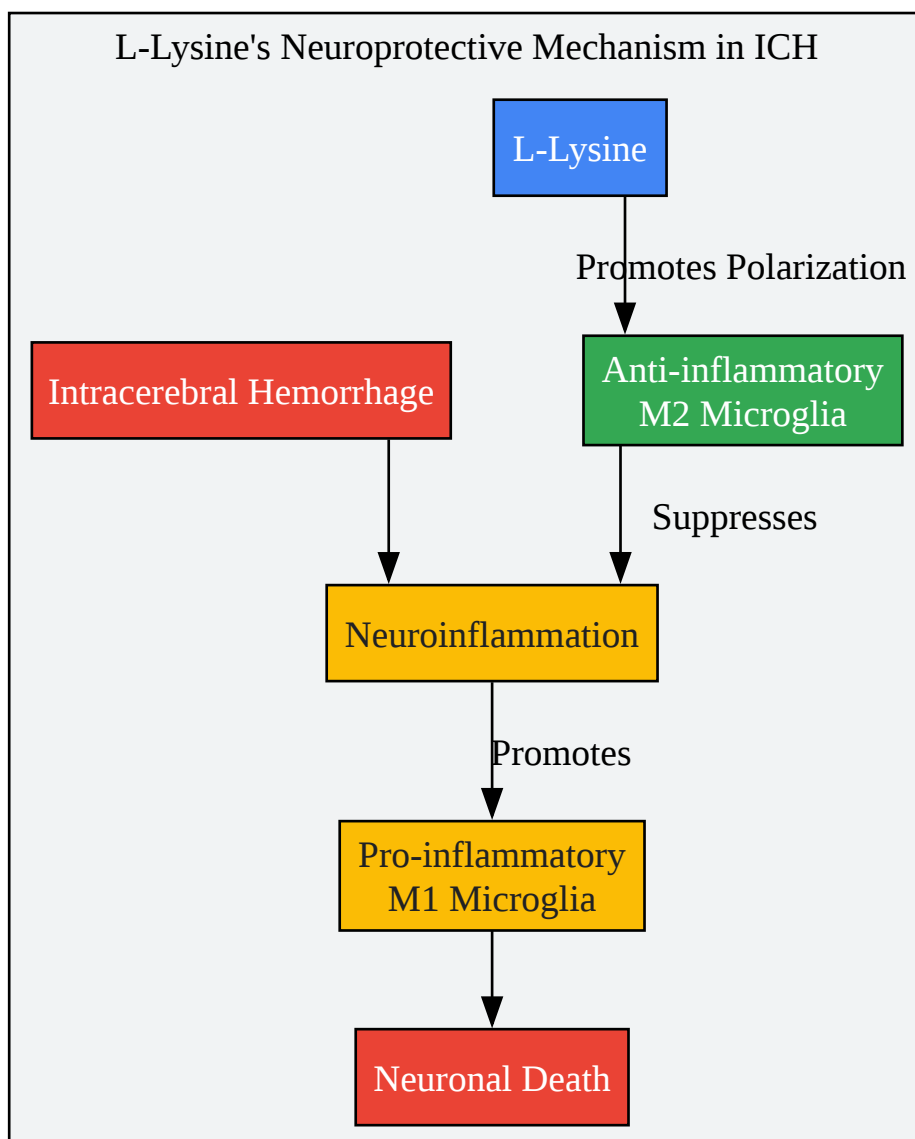 L-Lysine's Neuroprotective Mechanism in ICH
L-Lysine
Promotes Polarization
Intracerebral Hemorrhage
Anti-inflammatory
M2 Microglia
Suppresses
Neuroinflammation
Promotes
Pro-inflammatory
M1 Microglia
Neuronal Death